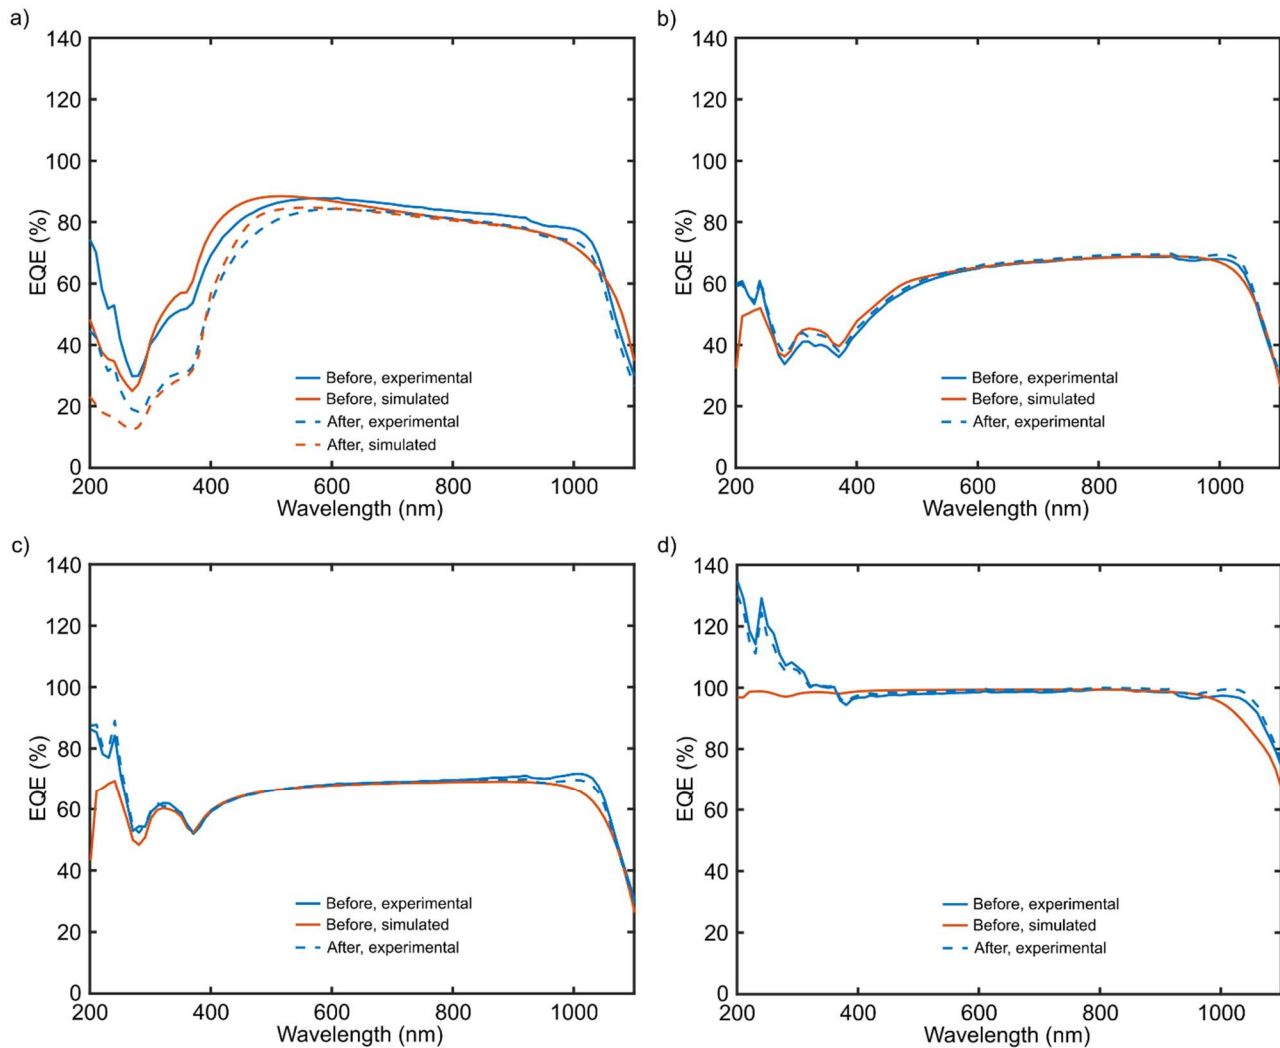 a)
140
120
100
80
60
40
20
0
EQE (%)
200 400 600 800 1000
Wavelength (nm)
Before, experimental
Before, simulated
After, experimental
After, simulated
b)
140
120
100
80
60
40
20
0
EQE (%)
200 400 600 800 1000
Wavelength (nm)
Before, experimental
Before, simulated
After, experimental
c)
140
120
100
80
60
40
20
0
EQE (%)
200 400 600 800 1000
Wavelength (nm)
Before, experimental
Before, simulated
After, experimental
d)
140
120
100
80
60
40
20
0
EQE (%)
200 400 600 800 1000
Wavelength (nm)
Before, experimental
Before, simulated
After, experimental